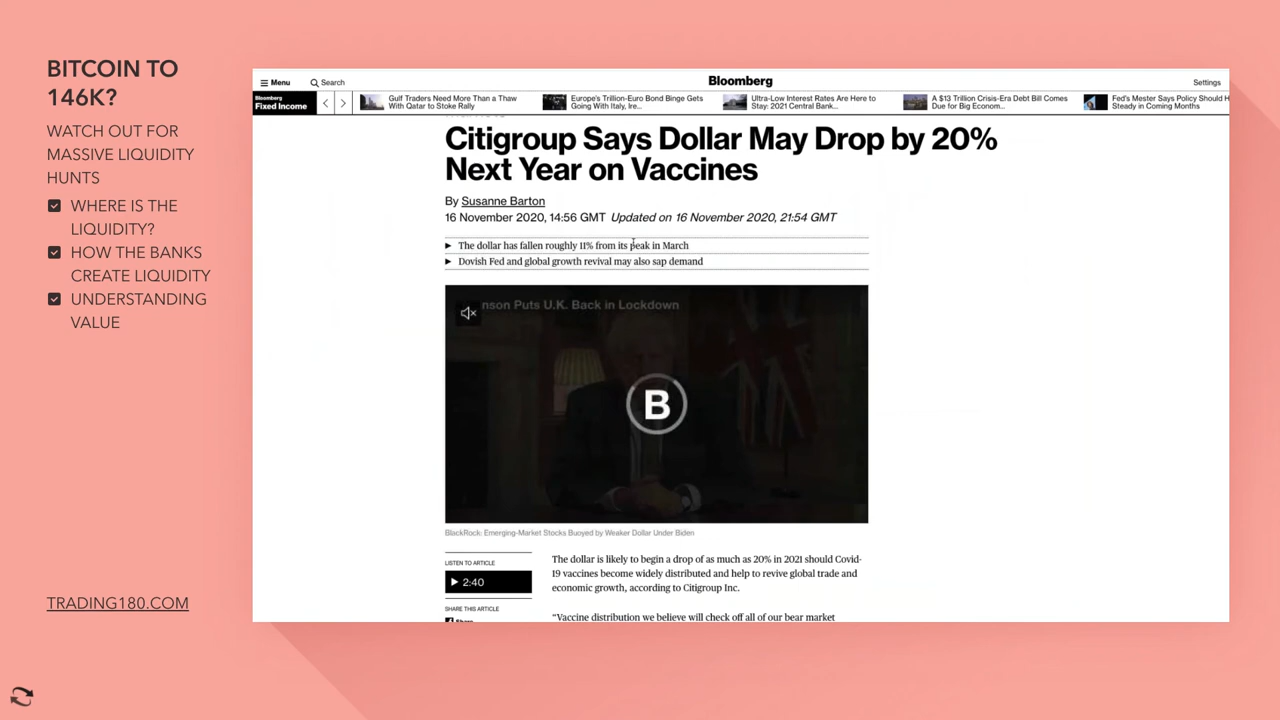 BITCOIN TO
146K?
WATCH OUT FOR
MASSIVE LIQUIDITY
HUNTS
WHERE IS THE
LIQUIDITY?
HOW THE BANKS
CREATE LIQUIDITY
UNDERSTANDING
VALUE
TRADING180.COM
Menu
Search
Bloomberg
Settings
Bloomberg
Fixed Income
Gulf Traders Need More Than a Thaw
With Qatar to Stoke Rally
Europe's Trillion-Euro Bond Binge Gets
Going With Italy, Ire...
Ultra-Low Interest Rates Are Here to
Stay: 2021 Central Bank...
A $13 Trillion Crisis-Era Debt Bill Comes
Due for Big Econom...
Fed's Mester Says Policy Should H
Steady in Coming Months
Citigroup Says Dollar May Drop by 20%
Next Year on Vaccines
By Susanne Barton
16 November 2020, 14:56 GMT Updated on 16 November 2020, 21:54 GMT
The dollar has fallen roughly 11% from its peak in March
Dovish Fed and global growth revival may also sap demand
nson Puts U.K. Back in Lockdown
B
BlackRock: Emerging-Market Stocks Buoyed by Weaker Dollar Under Biden
LISTEN TO ARTICLE
2:40
SHARE THIS ARTICLE
Share
The dollar is likely to begin a drop of as much as 20% in 2021 should Covid-
19 vaccines become widely distributed and help to revive global trade and
economic growth, according to Citigroup Inc.
“Vaccine distribution we believe will check off all of our bear market